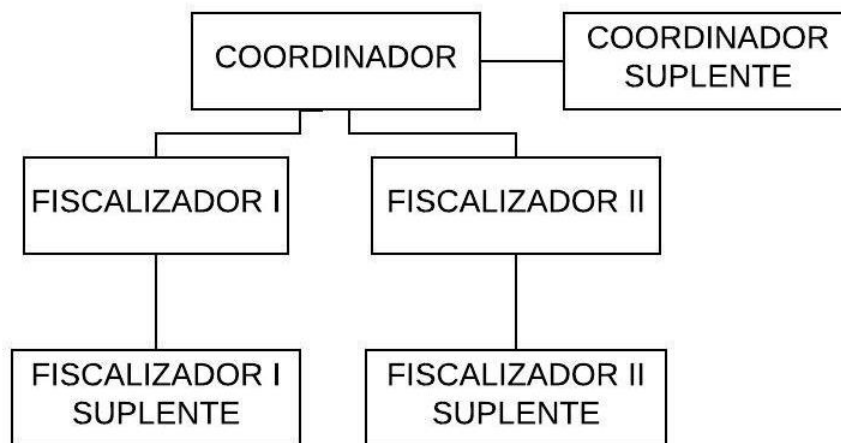 COORDINADOR
COORDINADOR
SUPLENTE
FISCALIZADOR I
FISCALIZADOR II
FISCALIZADOR I
SUPLENTE
FISCALIZADOR II
SUPLENTE